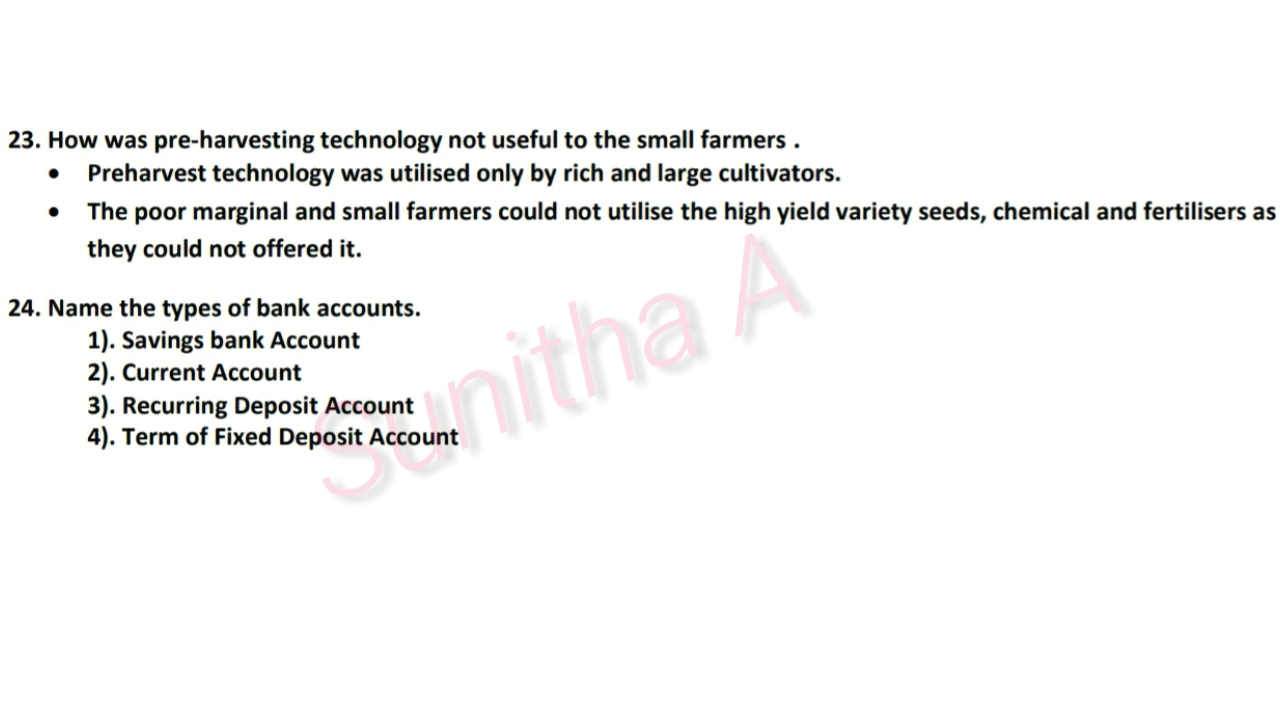 23. How was pre-harvesting technology not useful to the small farmers .
• Preharvest technology was utilised only by rich and large cultivators.
• The poor marginal and small farmers could not utilise the high yield variety seeds, chemical and fertilisers as
they could not offered it.
24. Name the types of bank accounts.
1). Savings bank Account
2). Current Account
3). Recurring Deposit Account
4). Term of Fixed Deposit Account
Sunitha A